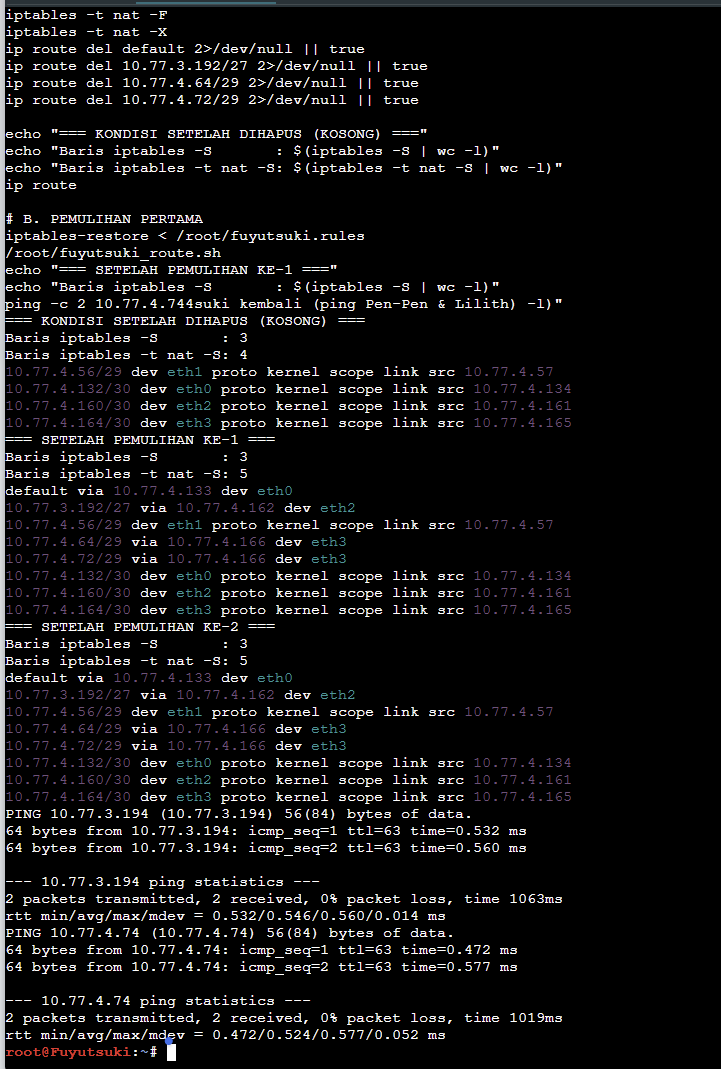 iptables -t nat -F
iptables -t nat -X
ip route del default 2>/dev/null || true
ip route del 10.77.3.192/27 2>/dev/null || true
ip route del 10.77.4.64/29 2>/dev/null || true
ip route del 10.77.4.72/29 2>/dev/null || true

echo "=== KONDISI SETELAH DIHAPUS (KOSONG) ==="
echo "Baris iptables -S       : $(iptables -S | wc -l)"
echo "Baris iptables -t nat -S: $(iptables -t nat -S | wc -l)"
ip route

# B. PEMULIHAN PERTAMA
iptables-restore < /root/fuyutsuki.rules
/root/fuyutsuki_route.sh
echo "=== SETELAH PEMULIHAN KE-1 ==="
echo "Baris iptables -S       : $(iptables -S | wc -l)"
ping -c 2 10.77.4.744suki kembali (ping Pen-Pen & Lilith) -l)"
=== KONDISI SETELAH DIHAPUS (KOSONG) ===
Baris iptables -S       : 3
Baris iptables -t nat -S: 4
10.77.4.56/29 dev eth1 proto kernel scope link src 10.77.4.57
10.77.4.132/30 dev eth0 proto kernel scope link src 10.77.4.134
10.77.4.160/30 dev eth2 proto kernel scope link src 10.77.4.161
10.77.4.164/30 dev eth3 proto kernel scope link src 10.77.4.165
=== SETELAH PEMULIHAN KE-1 ===
Baris iptables -S       : 3
Baris iptables -t nat -S: 5
default via 10.77.4.133 dev eth0
10.77.3.192/27 via 10.77.4.162 dev eth2
10.77.4.56/29 dev eth1 proto kernel scope link src 10.77.4.57
10.77.4.64/29 via 10.77.4.166 dev eth3
10.77.4.72/29 via 10.77.4.166 dev eth3
10.77.4.132/30 dev eth0 proto kernel scope link src 10.77.4.134
10.77.4.160/30 dev eth2 proto kernel scope link src 10.77.4.161
10.77.4.164/30 dev eth3 proto kernel scope link src 10.77.4.165
=== SETELAH PEMULIHAN KE-2 ===
Baris iptables -S       : 3
Baris iptables -t nat -S: 5
default via 10.77.4.133 dev eth0
10.77.3.192/27 via 10.77.4.162 dev eth2
10.77.4.56/29 dev eth1 proto kernel scope link src 10.77.4.57
10.77.4.64/29 via 10.77.4.166 dev eth3
10.77.4.72/29 via 10.77.4.166 dev eth3
10.77.4.132/30 dev eth0 proto kernel scope link src 10.77.4.134
10.77.4.160/30 dev eth2 proto kernel scope link src 10.77.4.161
10.77.4.164/30 dev eth3 proto kernel scope link src 10.77.4.165
PING 10.77.3.194 (10.77.3.194) 56(84) bytes of data.
64 bytes from 10.77.3.194: icmp_seq=1 ttl=63 time=0.532 ms
64 bytes from 10.77.3.194: icmp_seq=2 ttl=63 time=0.560 ms

--- 10.77.3.194 ping statistics ---
2 packets transmitted, 2 received, 0% packet loss, time 1063ms
rtt min/avg/max/mdev = 0.532/0.546/0.560/0.014 ms
PING 10.77.4.74 (10.77.4.74) 56(84) bytes of data.
64 bytes from 10.77.4.74: icmp_seq=1 ttl=63 time=0.472 ms
64 bytes from 10.77.4.74: icmp_seq=2 ttl=63 time=0.577 ms

--- 10.77.4.74 ping statistics ---
2 packets transmitted, 2 received, 0% packet loss, time 1019ms
rtt min/avg/max/mdev = 0.472/0.524/0.577/0.052 ms
root@Fuyutsuki:~#